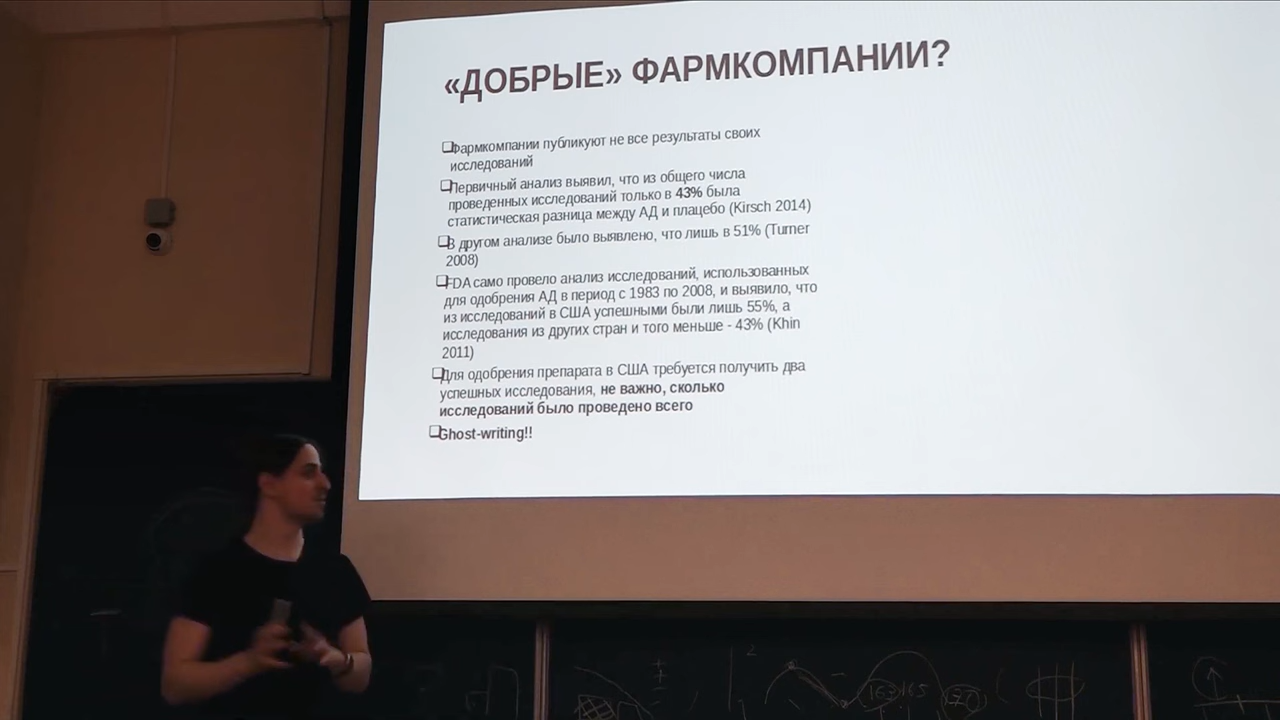 «ДОБРЫЕ» ФАРМКОМПАНИИ?
Фармкомпании публикуют не все результаты своих
исследований
Первичный анализ выявил, что из общего числа
проведенных исследований только в 43% была
статистическая разница между АД и плацебо (Kirsch 2014)
В другом анализе было выявлено, что лишь в 51% (Turner
2008)
FDA само провело анализ исследований, использованных
для одобрения АД в период с 1983 по 2008, и выявило, что
из исследований в США успешными были лишь 55%, а
исследования из других стран и того меньше - 43% (Khin
2011)
Для одобрения препарата в США требуется получить два
успешных исследования, не важно, сколько
исследований было проведено всего
Ghost-writing!!